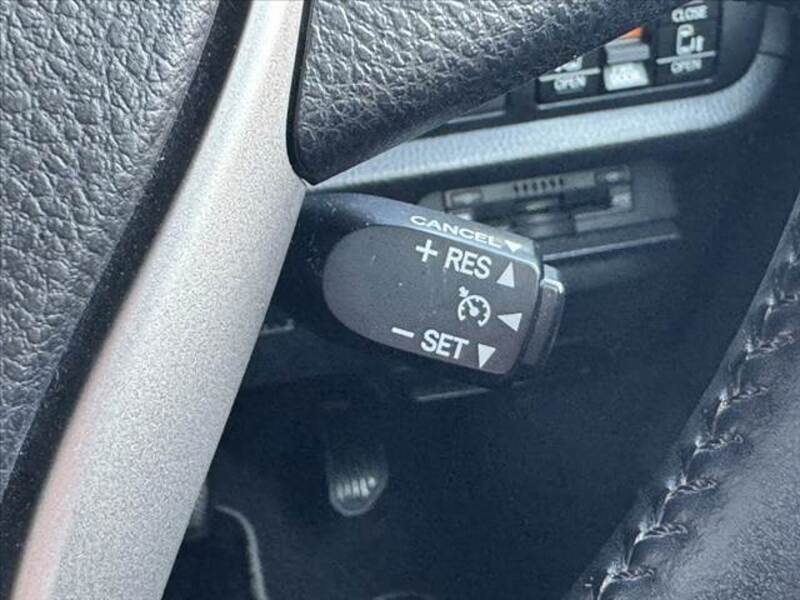 CLOSE
OPEN
OPEN
CANCEL▼
+ RES ▲
◀
− SET ▼